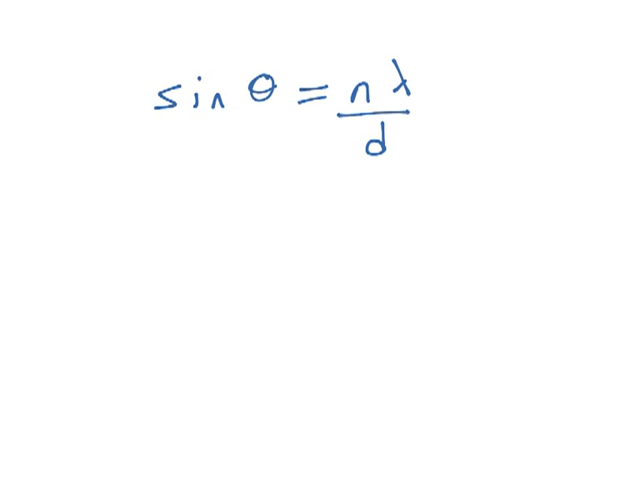 sin θ = nλ
d